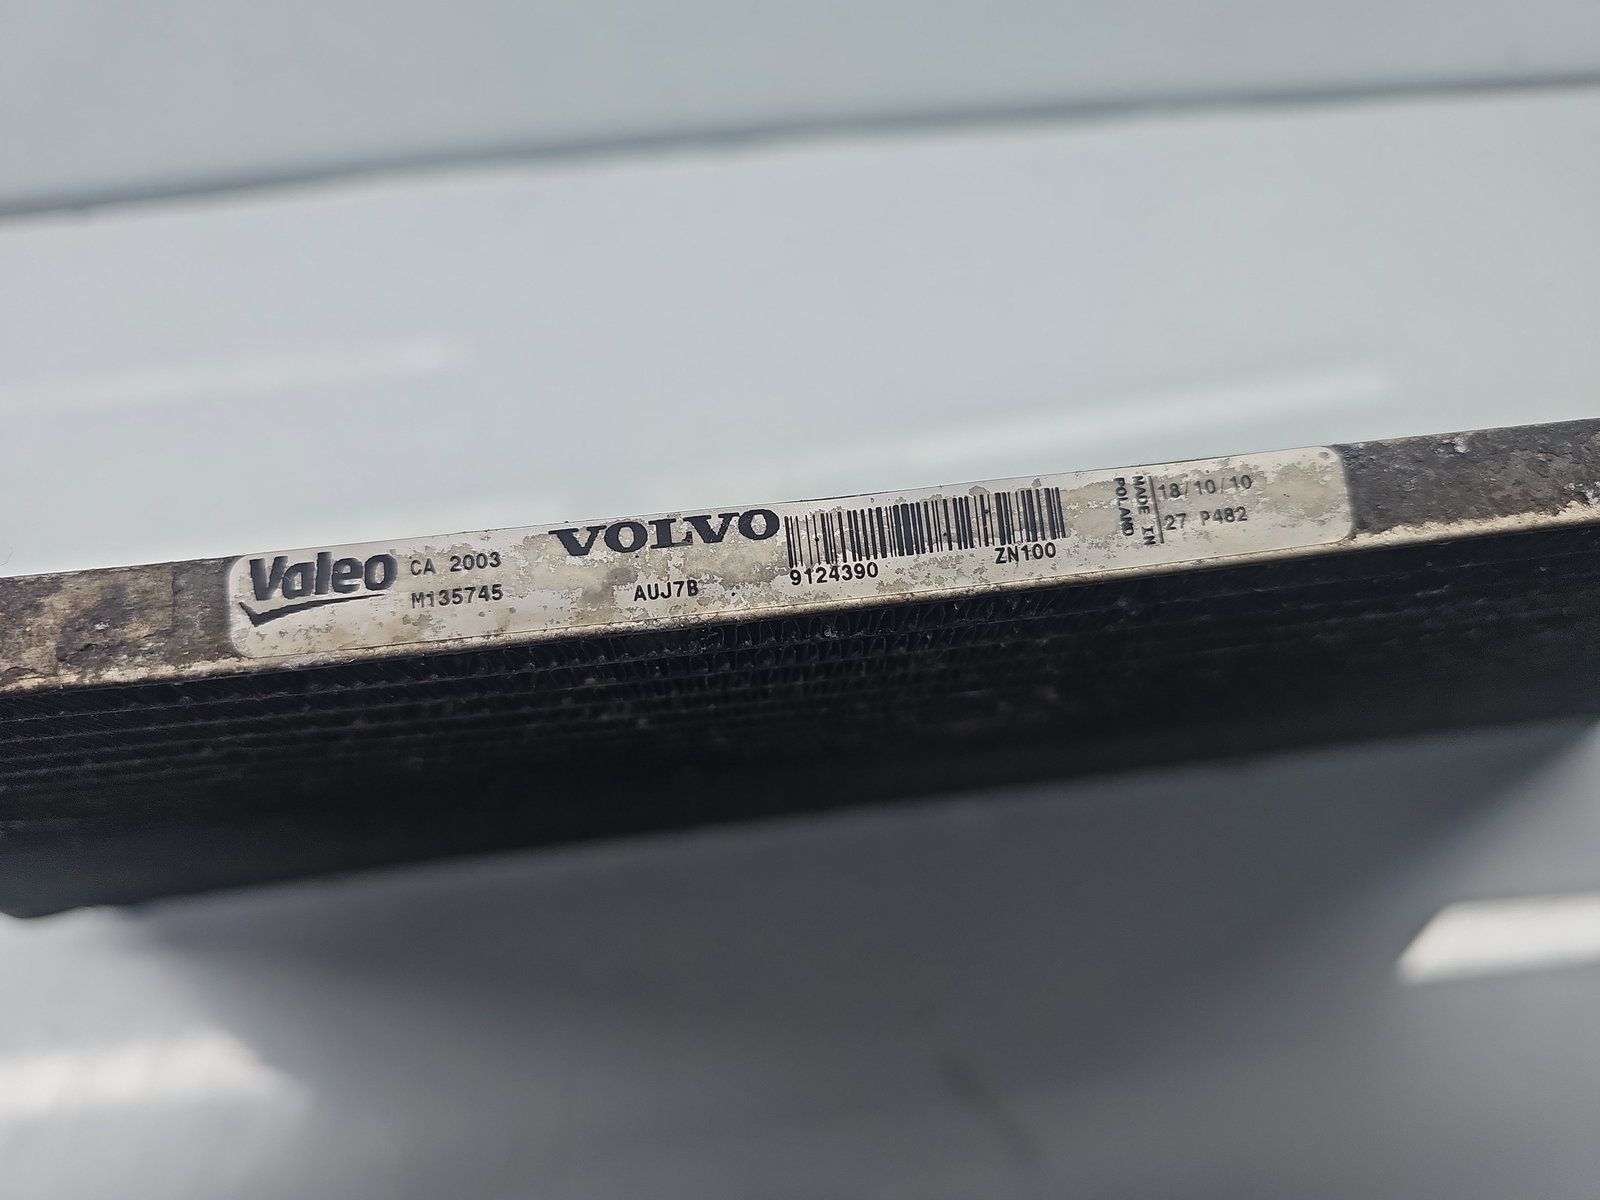 Valeo
CA 2003
M135745
VOLVO
AUJ7B
9124390
ZN100
MADE IN
POLAND
18/10/10
27 P482